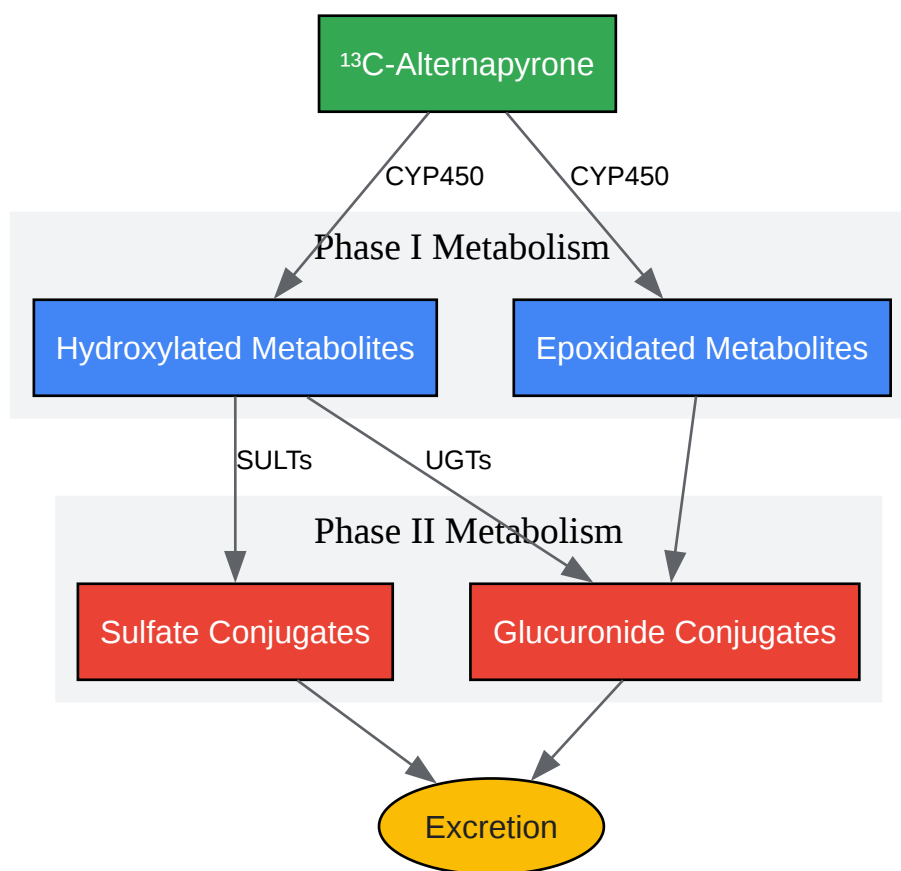 ¹³C-Alternapyrone
CYP450 CYP450
Phase I Metabolism
Hydroxylated Metabolites Epoxidated Metabolites
SULTs UGTs
Phase II Metabolism
Sulfate Conjugates Glucuronide Conjugates
Excretion